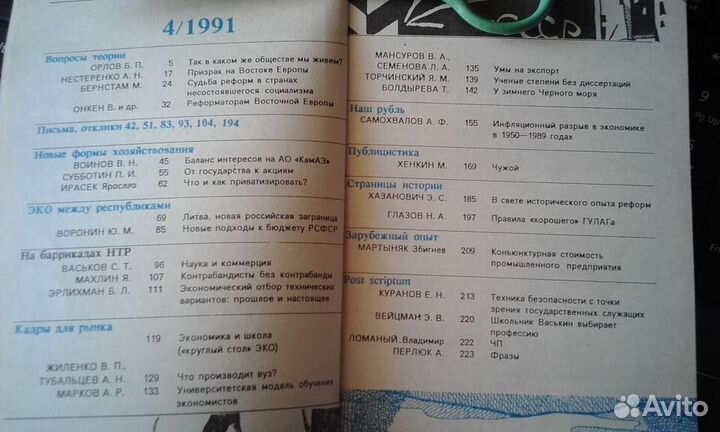 СССР
4/1991
Вопросы теории
ОРЛОВ Б. П. 5 Так в каком же обществе мы живем?
НЕСТЕРЕНКО А. Н. 17 Призрак на Востоке Европы
БЕРНСТАМ М. 24 Судьба реформ в странах
несостоявшегося социализма
ОНКЕН В. и др. 32 Реформаторам Восточной Европы
Письма, отклики 42, 51, 83, 93, 104, 194
Новые формы хозяйствования
ВОИНОВ В. Н. 45 Баланс интересов на АО «КамАЗ»
СУББОТИН П. И. 55 От государства к акциям
ИРАСЕК Ярослав 62 Что и как приватизировать?
ЭКО между республиками
69 Литва, новая российская заграница
ВОРОНИН Ю. М. 85 Новые подходы к бюджету РСФСР
На баррикадах НТР
ВАСЬКОВ С. Т. 96 Наука и коммерция
МАХЛИН Я. 107 Контрабандисты без контрабанды
ЭРЛИХМАН Б. Л. 111 Экономический отбор технических
вариантов: прошлое и настоящее
Кадры для рынка
119 Экономика и школа
(«круглый стол» ЭКО)
ЖИЛЕНКО В. П.,
ТУБАЛЬЦЕВ А. Н. 129 Что производит вуз?
МАРКОВ А. Р. 133 Университетская модель обучения
экономистов
МАНСУРОВ В. А.,
СЕМЕНОВА Л. А. 135 Умы на экспорт
ТОРЧИНСКИЙ Я. М. 139 Ученые степени без диссертаций
БОЛДЫРЕВА Т. 142 У зимнего Черного моря
Наш рубль
САМОХВАЛОВ А. Ф. 155 Инфляционный разрыв в экономике
в 1950—1989 годах
Публицистика
ХЕНКИН М. 169 Чужой
Страницы истории
ХАЗАНОВИЧ Э. С. 185 В свете исторического опыта реформ
ГЛАЗОВ Н. А. 197 Правила «хорошего» ГУЛАГа
Зарубежный опыт
МАРТЫНЯК Збигнев 209 Конъюнктурная стоимость
промышленного предприятия
Post scriptum
КУРАНОВ Е. Н. 213 Техника безопасности с точки
зрения государственных служащих
ВЕЙЦМАН Э. В. 220 Школьник Васькин выбирает
профессию
ЛОМАНЫЙ Владимир 222 ЧП
ПЕРЛЮК А. 223 Фразы
Avito